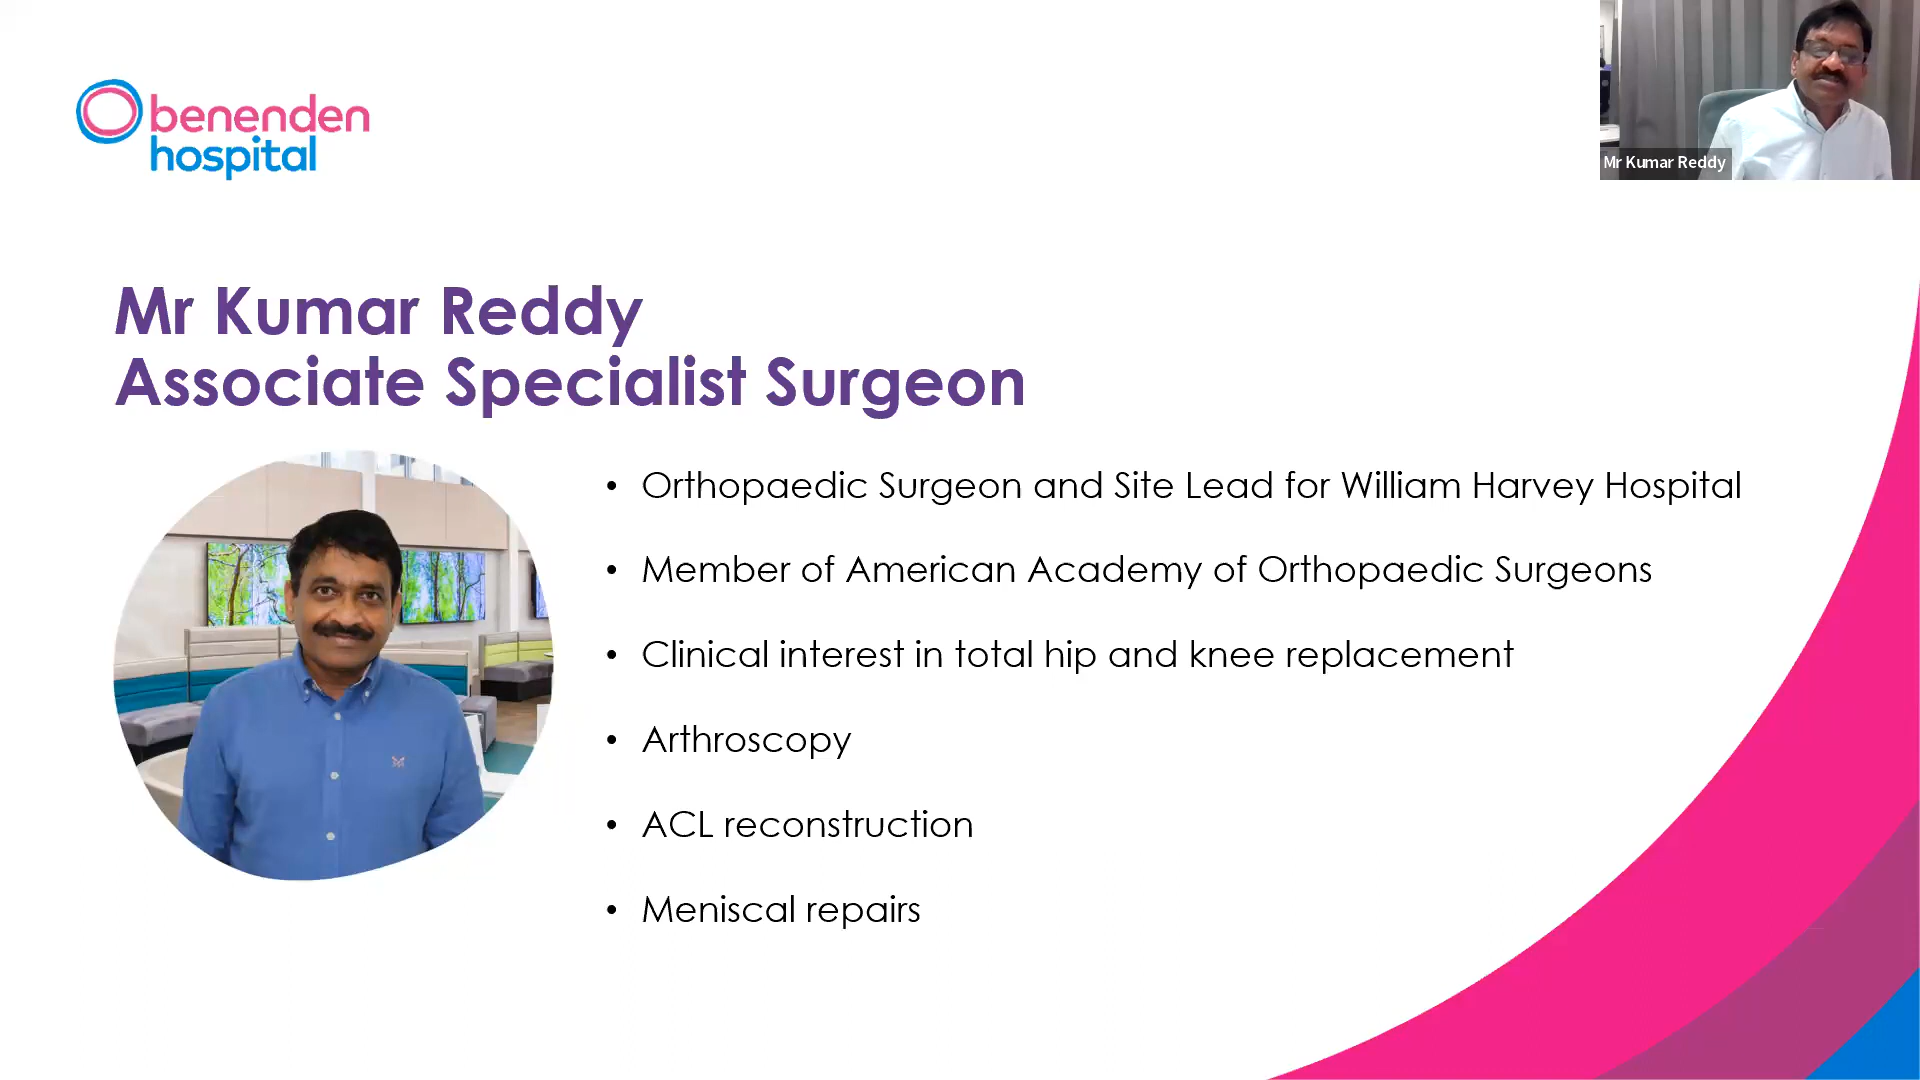 benenden
hospital
Mr Kumar Reddy
Mr Kumar Reddy
Associate Specialist Surgeon
• Orthopaedic Surgeon and Site Lead for William Harvey Hospital
• Member of American Academy of Orthopaedic Surgeons
• Clinical interest in total hip and knee replacement
• Arthroscopy
• ACL reconstruction
• Meniscal repairs